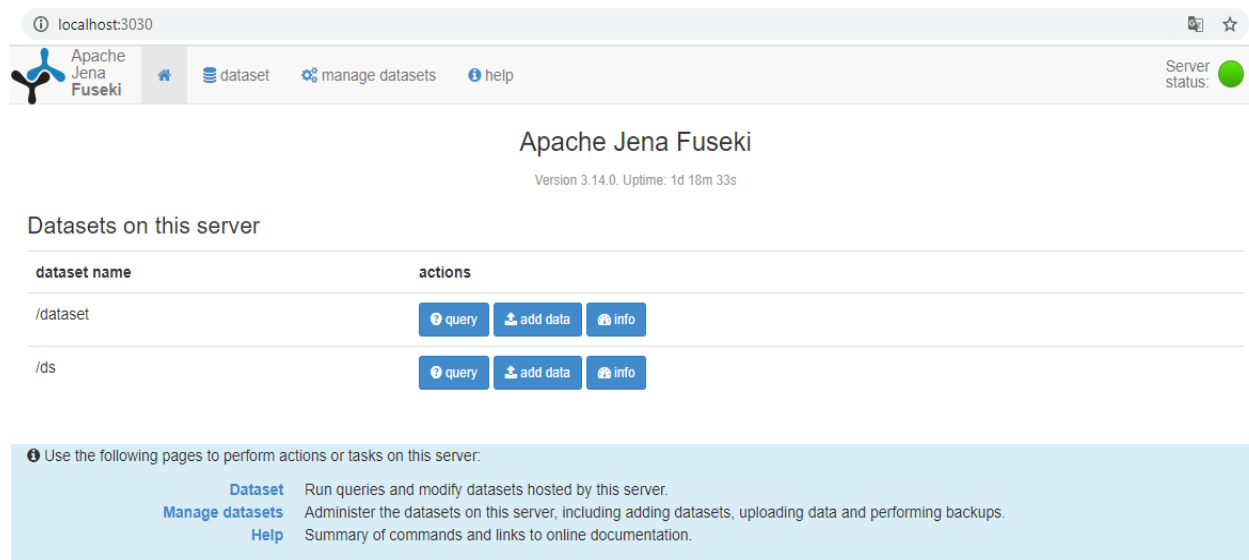 localhost:3030
Apache
Jena
Fuseki
dataset
manage datasets
help
Server
status:
Apache Jena Fuseki
Version 3.14.0. Uptime: 1d 18m 33s
Datasets on this server
dataset name actions
/dataset query add data info
/ds query add data info
Use the following pages to perform actions or tasks on this server:
Dataset Run queries and modify datasets hosted by this server.
Manage datasets Administer the datasets on this server, including adding datasets, uploading data and performing backups.
Help Summary of commands and links to online documentation.